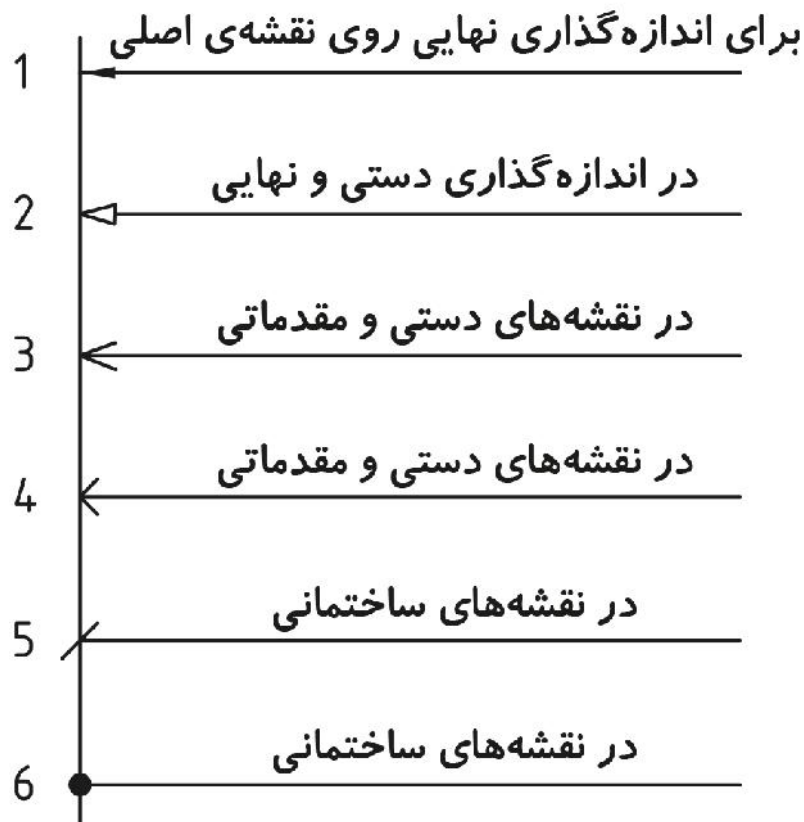 برای اندازه‌گذاری نهایی روی نقشه‌ی اصلی
1
در اندازه‌گذاری دستی و نهایی
2
در نقشه‌های دستی و مقدماتی
3
در نقشه‌های دستی و مقدماتی
4
در نقشه‌های ساختمانی
5
در نقشه‌های ساختمانی
6